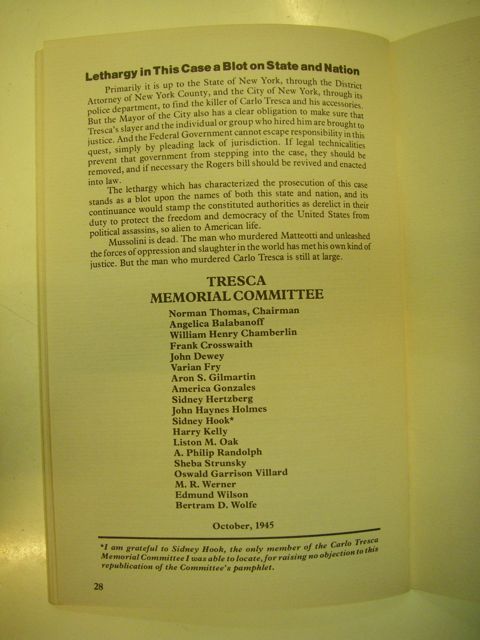 Lethargy in This Case a Blot on State and Nation
Primarily it is up to the State of New York, through the District
Attorney of New York County, and the City of New York, through its
police department, to find the killer of Carlo Tresca and his accessories.
But the Mayor of the City also has a clear obligation to make sure that
Tresca's slayer and the individual or group who hired him are brought to
justice. And the Federal Government cannot escape responsibility in this
quest, simply by pleading lack of jurisdiction. If legal technicalities
prevent that government from stepping into the case, they should be
removed, and if necessary the Rogers bill should be revived and enacted
into law.
The lethargy which has characterized the prosecution of this case
stands as a blot upon the names of both this state and nation, and its
continuance would stamp the constituted authorities as derelict in their
duty to protect the freedom and democracy of the United States from
political assassins, so alien to American life.
Mussolini is dead. The man who murdered Matteotti and unleashed
the forces of oppression and slaughter in the world has met his own kind of
justice. But the man who murdered Carlo Tresca is still at large.
TRESCA
MEMORIAL COMMITTEE
Norman Thomas, Chairman
Angelica Balabanoff
William Henry Chamberlin
Frank Crosswaith
John Dewey
Varian Fry
Aron S. Gilmartin
America Gonzales
Sidney Hertzberg
John Haynes Holmes
Sidney Hook*
Harry Kelly
Liston M. Oak
A. Philip Randolph
Sheba Strunsky
Oswald Garrison Villard
M. R. Werner
Edmund Wilson
Bertram D. Wolfe
October, 1945
*I am grateful to Sidney Hook, the only member of the Carlo Tresca
Memorial Committee I was able to locate, for raising no objection to this
republication of the Committee's pamphlet.
28